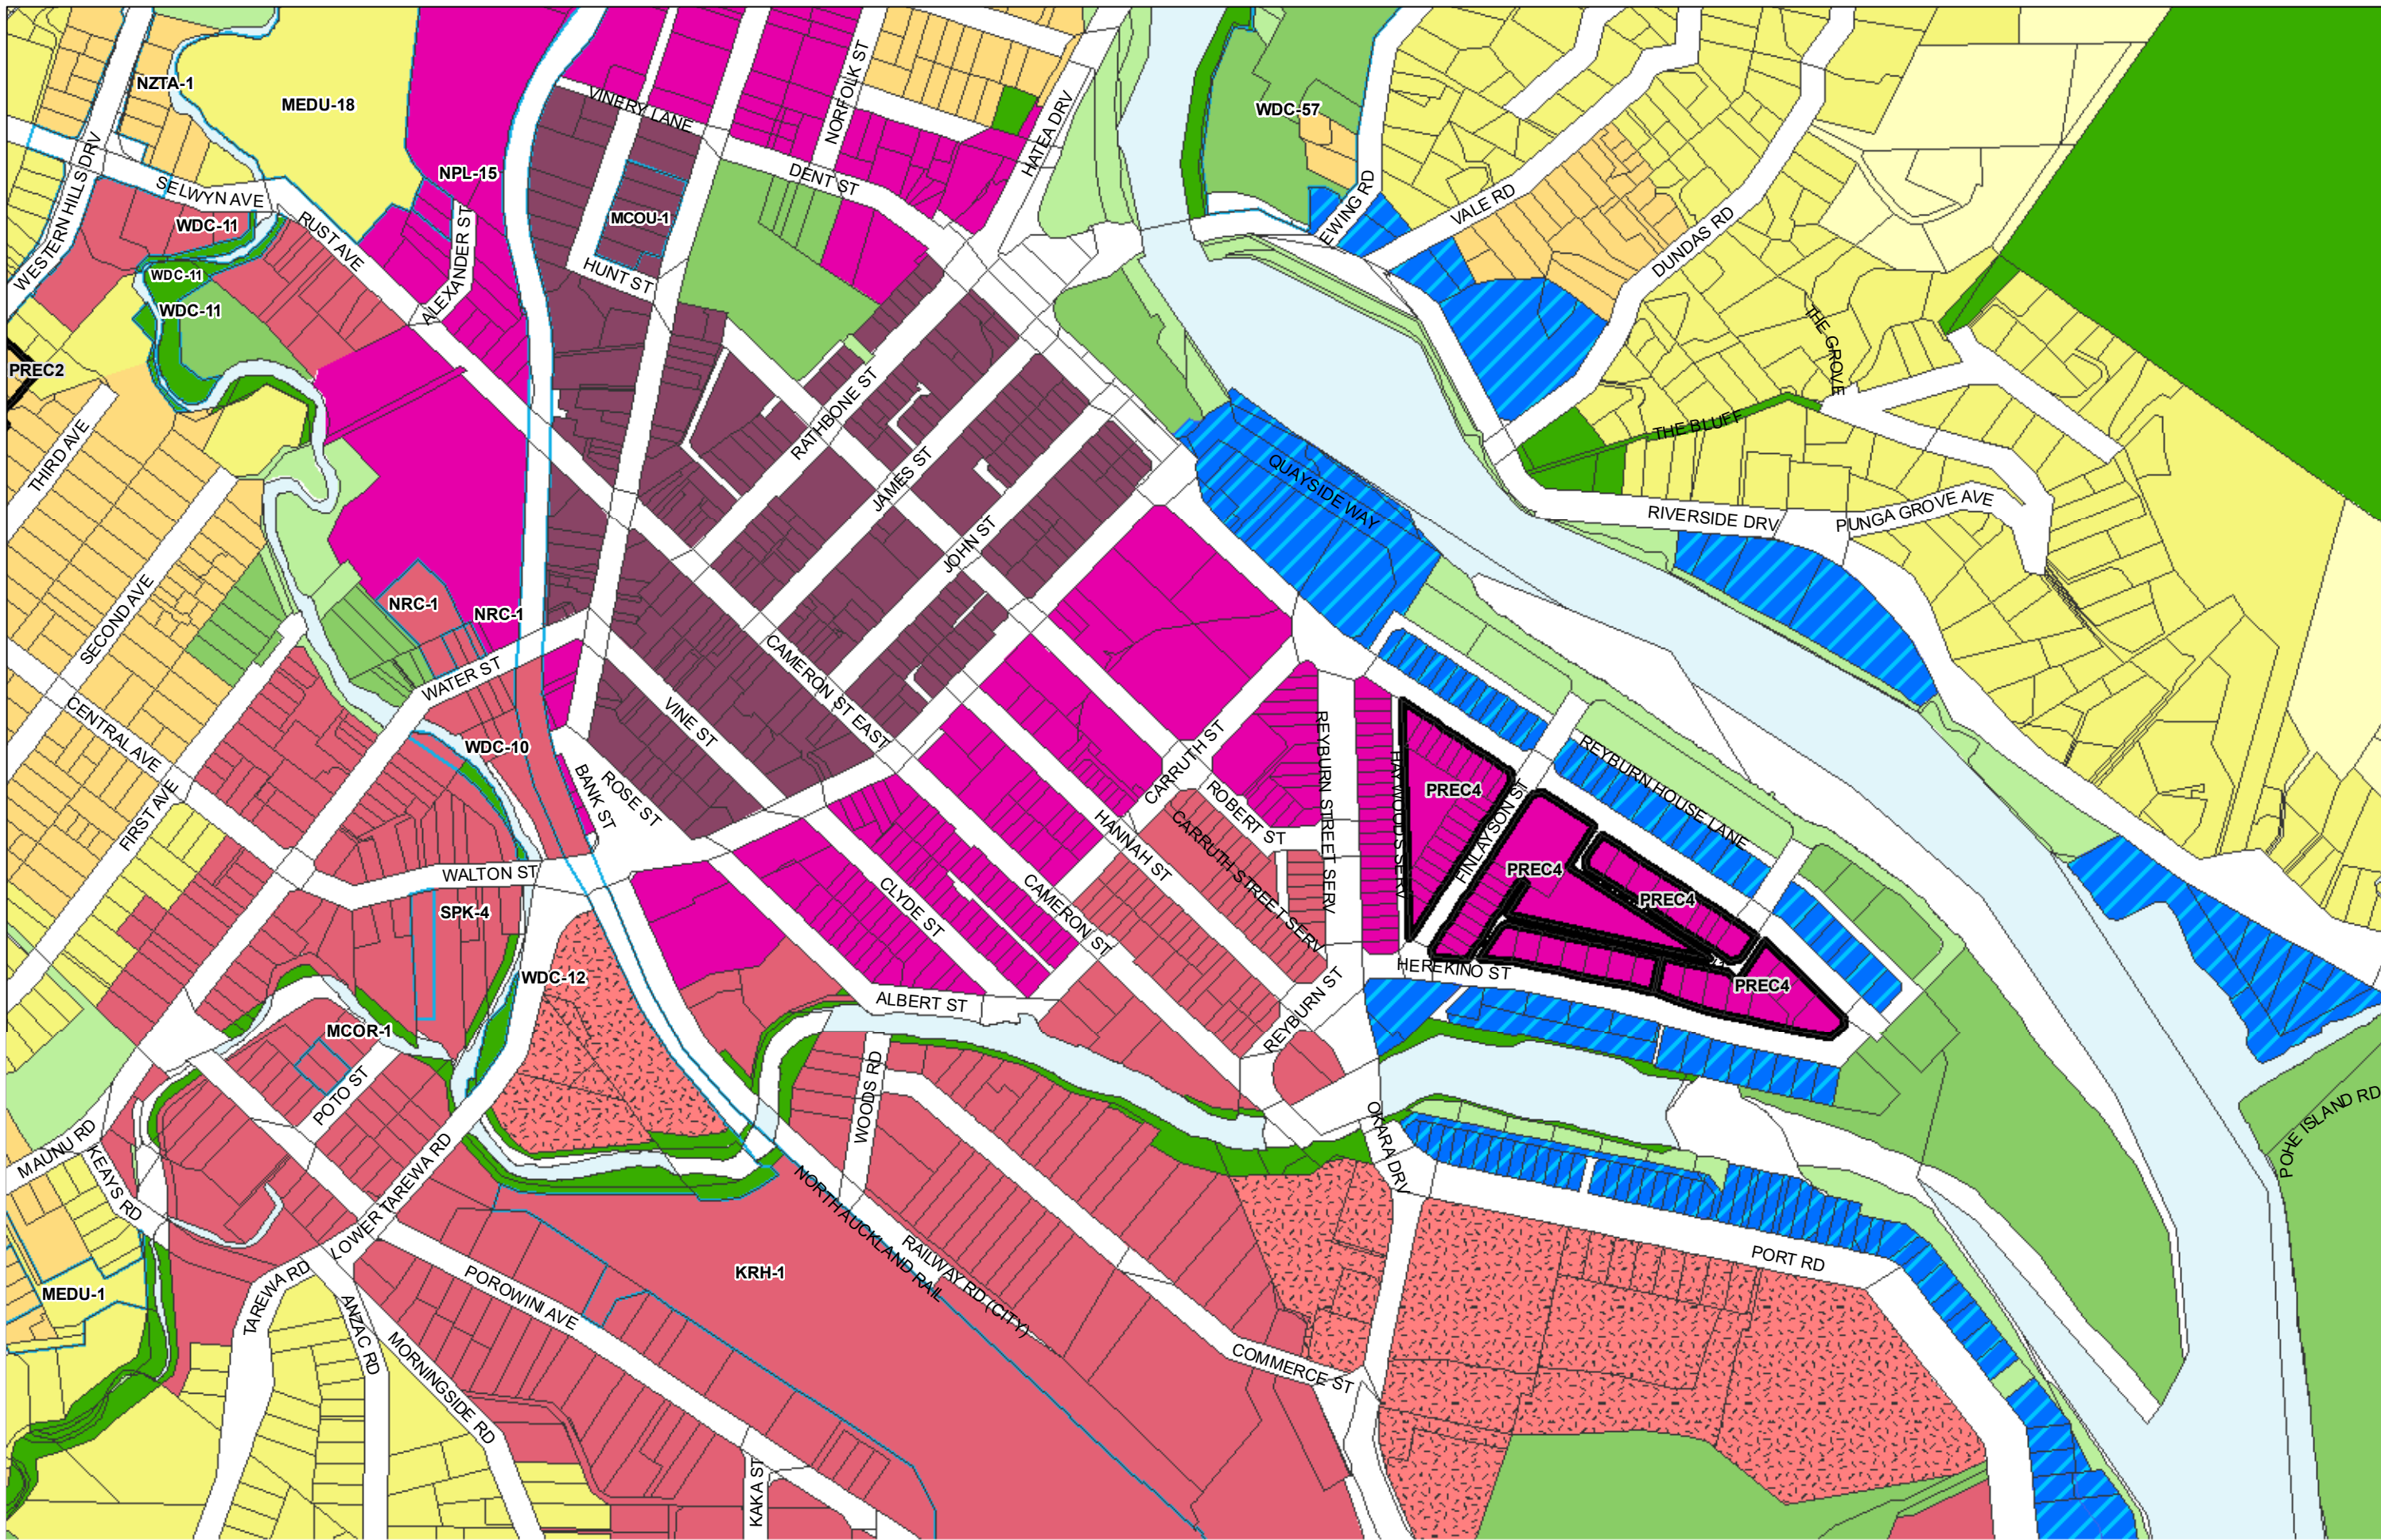 NZTA-1
MEDU-18
VINERY LANE
NORFOLK ST
HATEA DRV
WDC-57
WESTERN HILLS DRV
SELWYN AVE
NPL-15
DENT ST
EWING RD
VALE RD
DUNDAS RD
WDC-11
RUST AVE
ALEXANDER ST
MCOU-1
HUNT ST
WDC-11
WDC-11
PREC2
THE GROVE
THE BLUFF
THIRD AVE
RATHBONE ST
JAMES ST
JOHN ST
QUAYSIDE WAY
RIVERSIDE DRV
PUNGA GROVE AVE
SECOND AVE
NRC-1
NRC-1
WATER ST
CAMERON ST EAST
CENTRAL AVE
FIRST AVE
WDC-10
VINE ST
BANK ST
ROSE ST
CARRUTH ST
ROBERT ST
REYBURN STREET SERV
HAYWOODS SERV
PREC4
FINLAYSON ST
REYBURN HOUSE LANE
HANNAH ST
CARRUTH STREET SERV
PREC4
PREC4
WALTON ST
SPK-4
CLYDE ST
CAMERON ST
WDC-12
HEREKINO ST
PREC4
ALBERT ST
REYBURN ST
MCOR-1
POTO ST
WOODS RD
OKARA DRV
POHE ISLAND RD
MAUNU RD
KEAYS RD
LOWER TAREWA RD
NORTH AUCKLAND RAIL
RAILWAY RD (CITY)
PORT RD
KRH-1
MEDU-1
TAREWA RD
ANZAC RD
POROWINI AVE
MORNINGSIDE RD
COMMERCE ST
KAKA ST